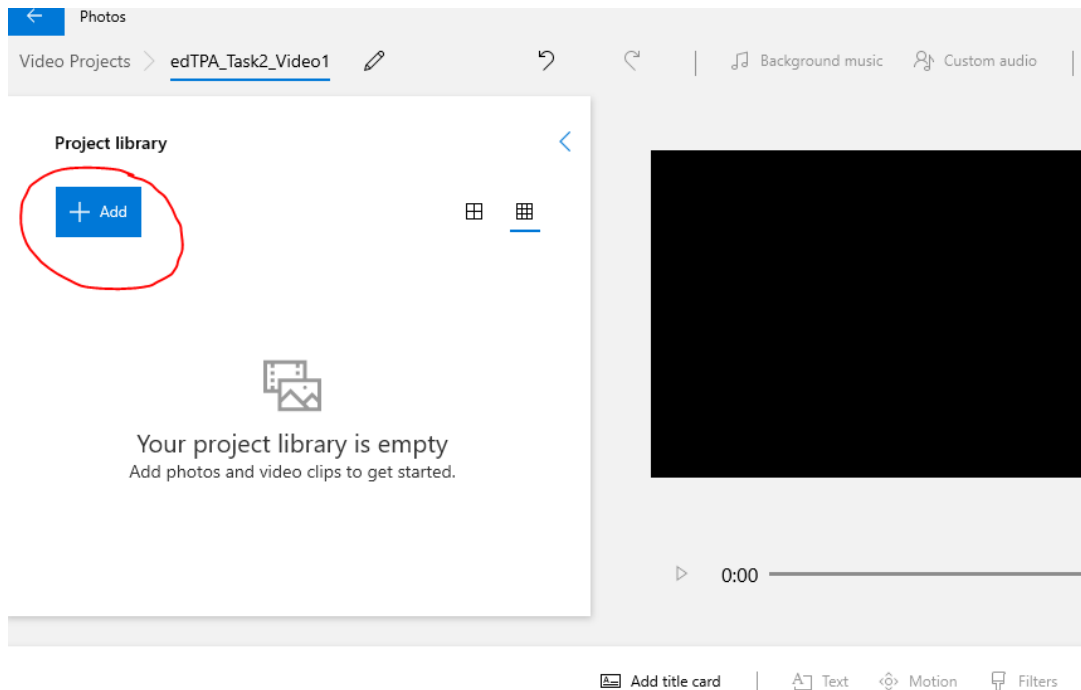 Photos
Video Projects edTPA_Task2_Video1
Background music Custom audio
Project library
Add
Your project library is empty
Add photos and video clips to get started.
0:00
Add title card Text Motion Filters